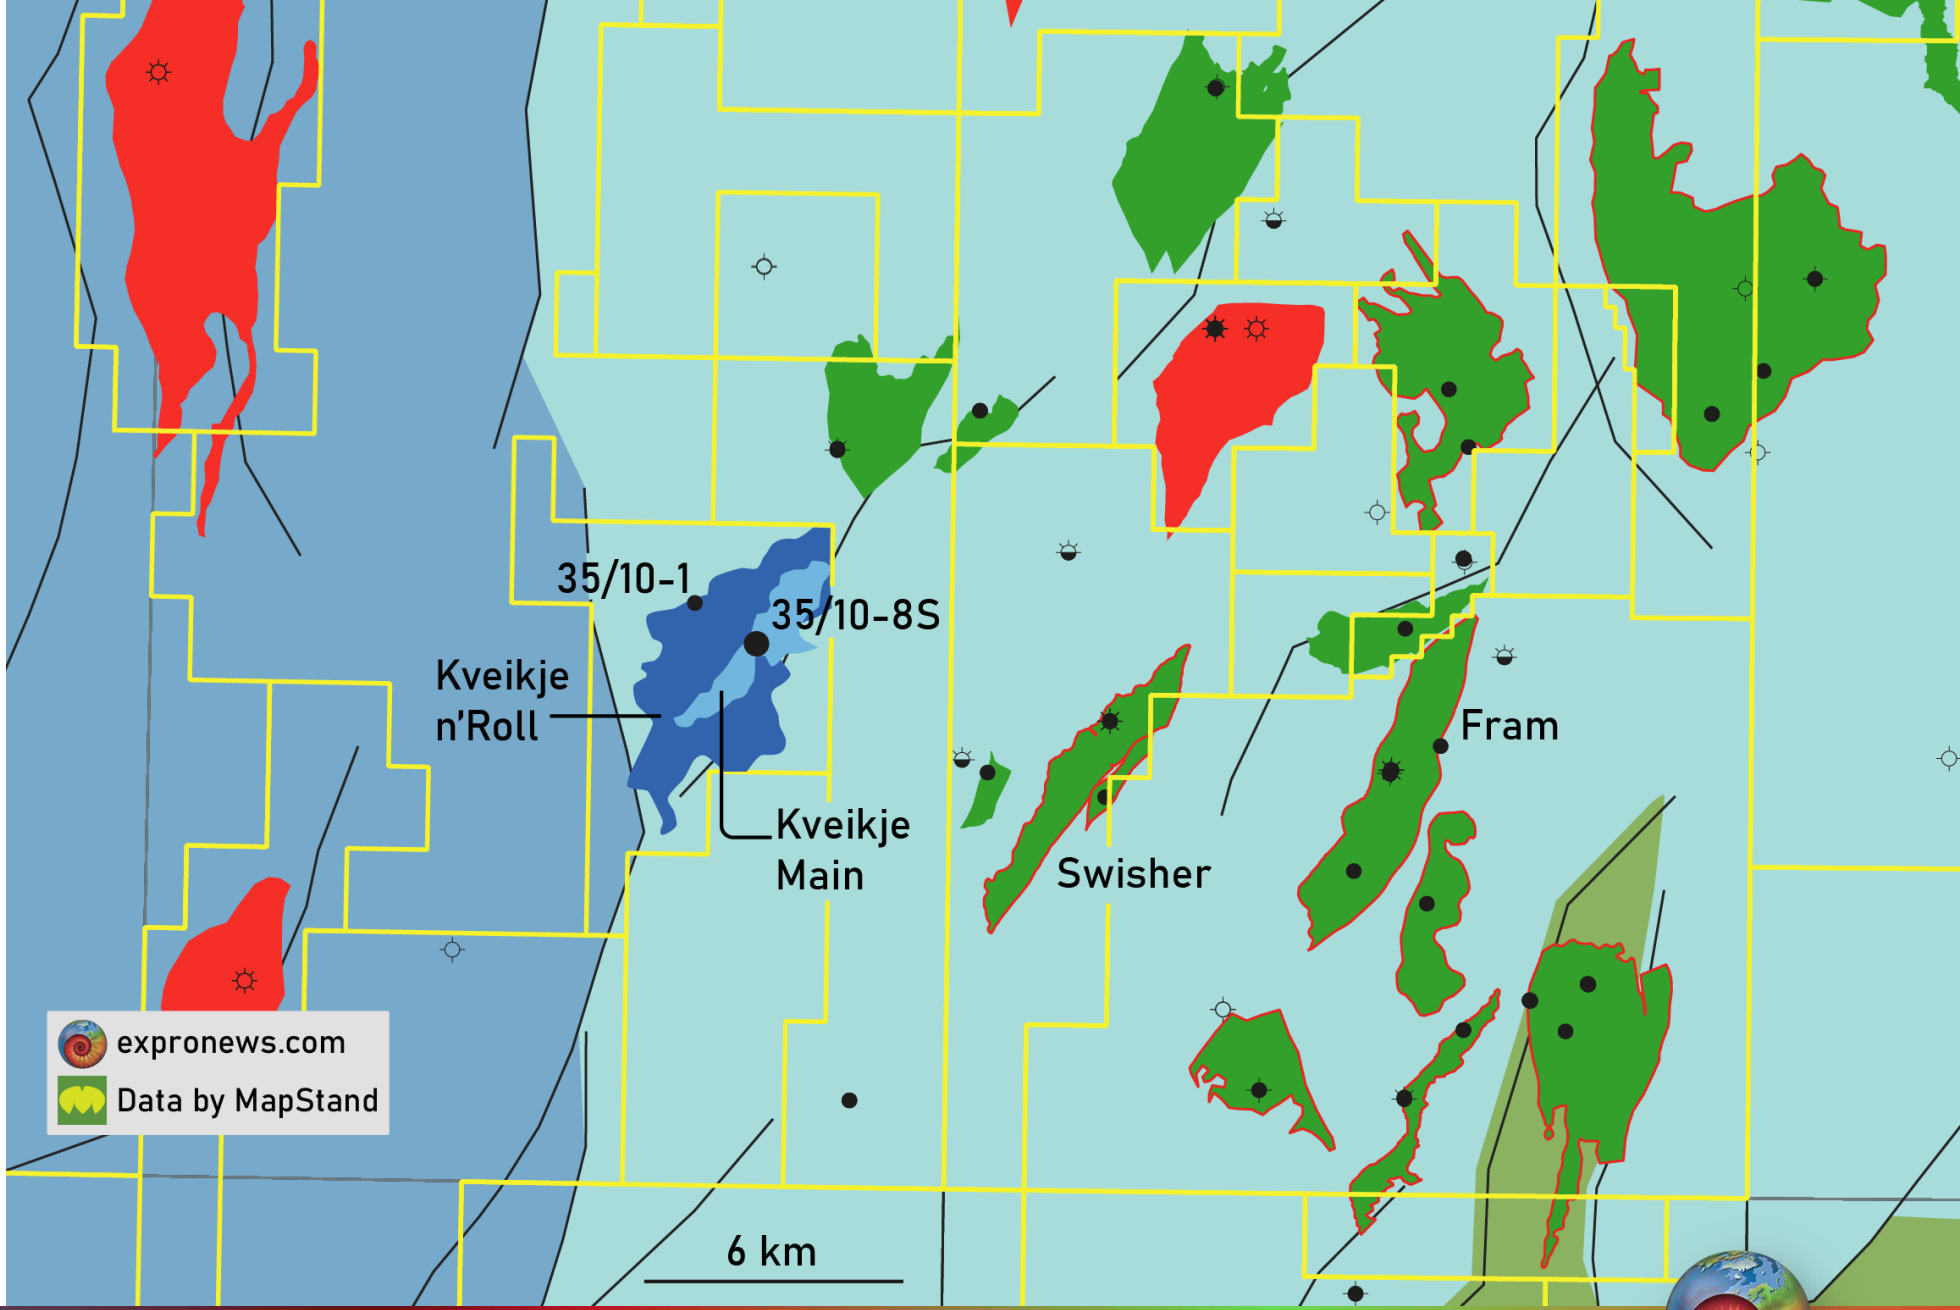 35/10-1
35/10-8S
Kveikje
n'Roll
Fram
Kveikje
Main
Swisher
expronews.com
Data by MapStand
6 km